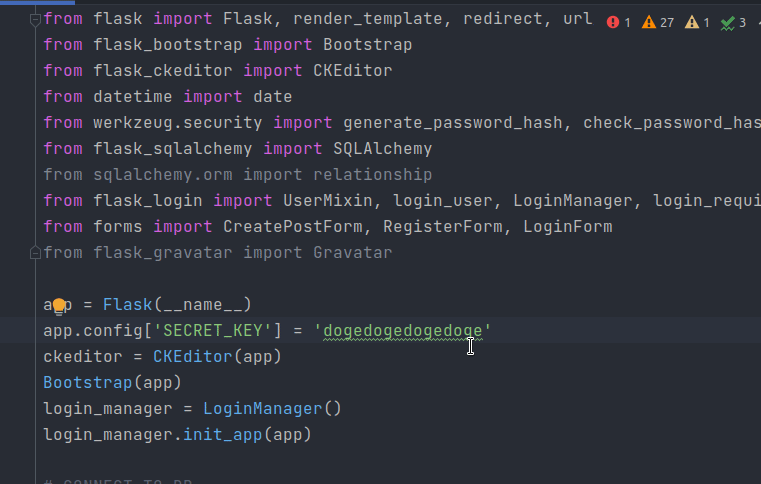 from flask import Flask, render_template, redirect, url
1 27 1 3
from flask_bootstrap import Bootstrap
from flask_ckeditor import CKEditor
from datetime import date
from werkzeug.security import generate_password_hash, check_password_has
from flask_sqlalchemy import SQLAlchemy
from sqlalchemy.orm import relationship
from flask_login import UserMixin, login_user, LoginManager, login_requi
from forms import CreatePostForm, RegisterForm, LoginForm
from flask_gravatar import Gravatar
app = Flask(__name__)
app.config['SECRET_KEY'] = 'dogedogedogedoge'
ckeditor = CKEditor(app)
Bootstrap(app)
login_manager = LoginManager()
login_manager.init_app(app)
# CONNECT TO DB